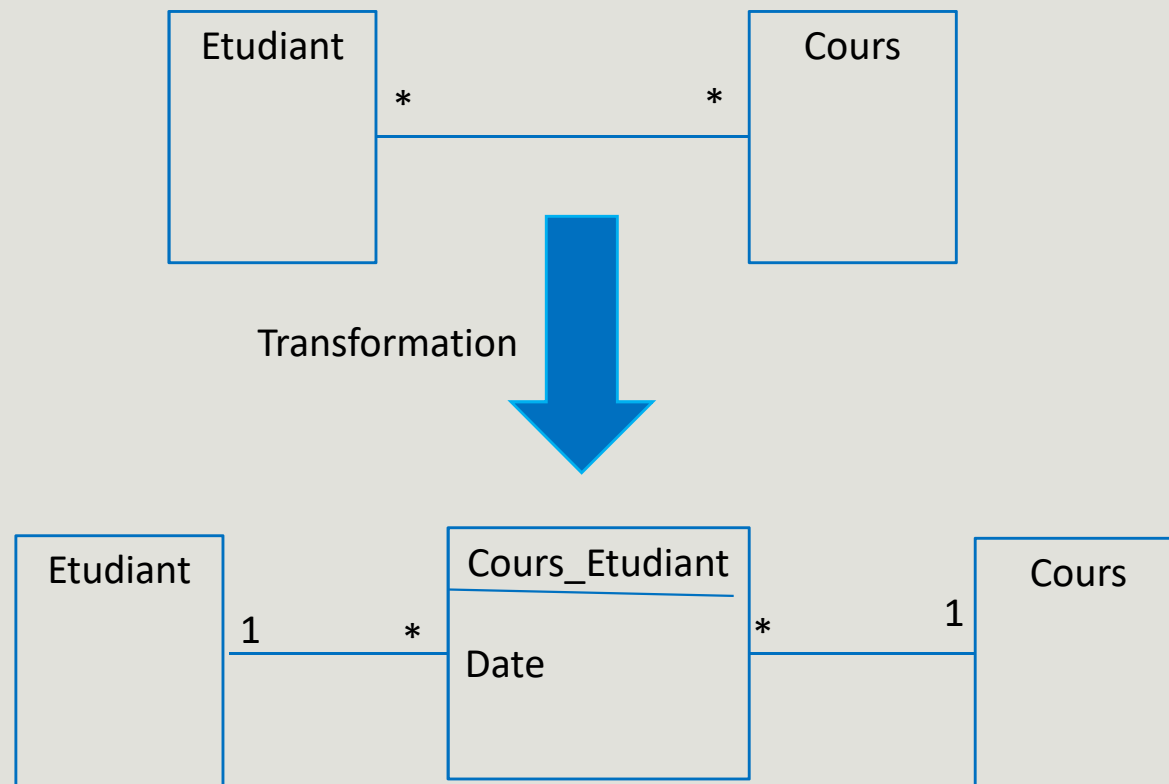 Etudiant
Cours
*
*
Transformation
Etudiant
Cours_Etudiant
Cours
1
*
*
1
Date